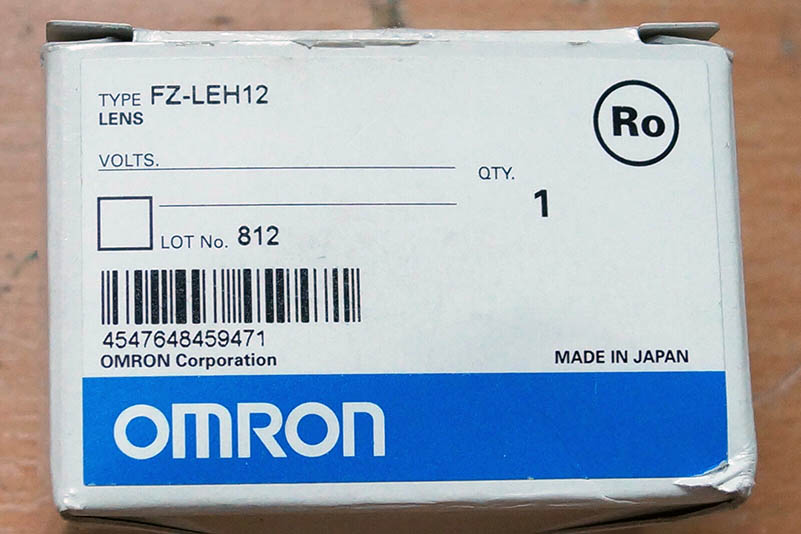 TYPE FZ-LEH12
LENS
Ro
VOLTS.
QTY.
1
LOT No. 812
4547648459471
OMRON Corporation
MADE IN JAPAN
OMRON